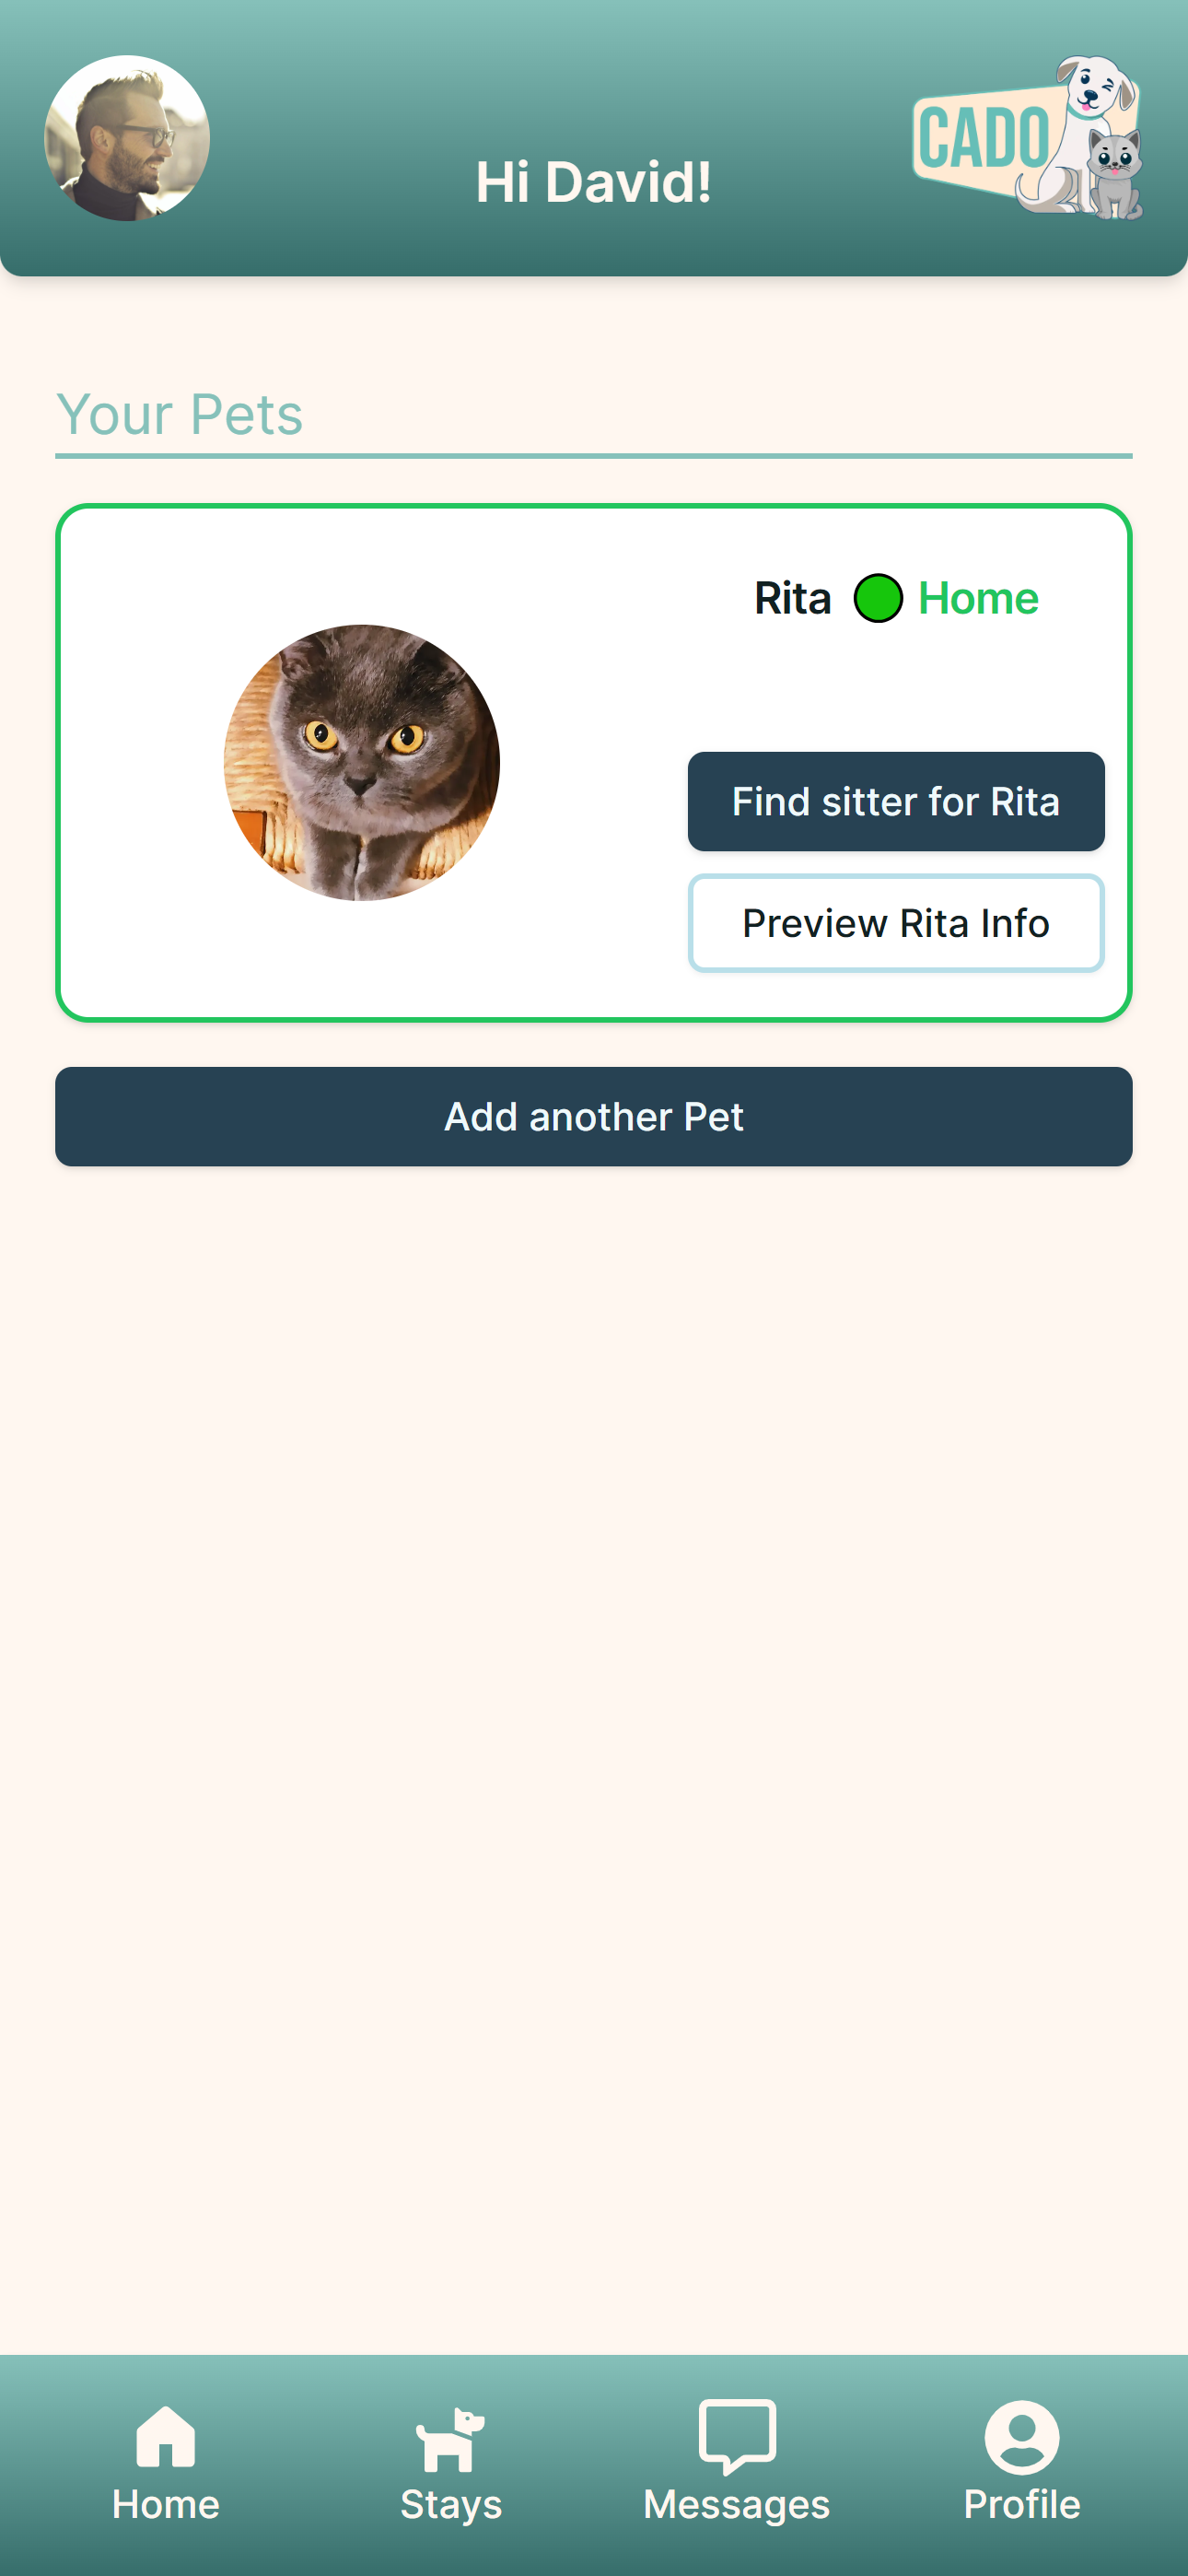 CADO
Hi David!
Your Pets
Rita Home
Find sitter for Rita
Preview Rita Info
Add another Pet
Home Stays Messages Profile